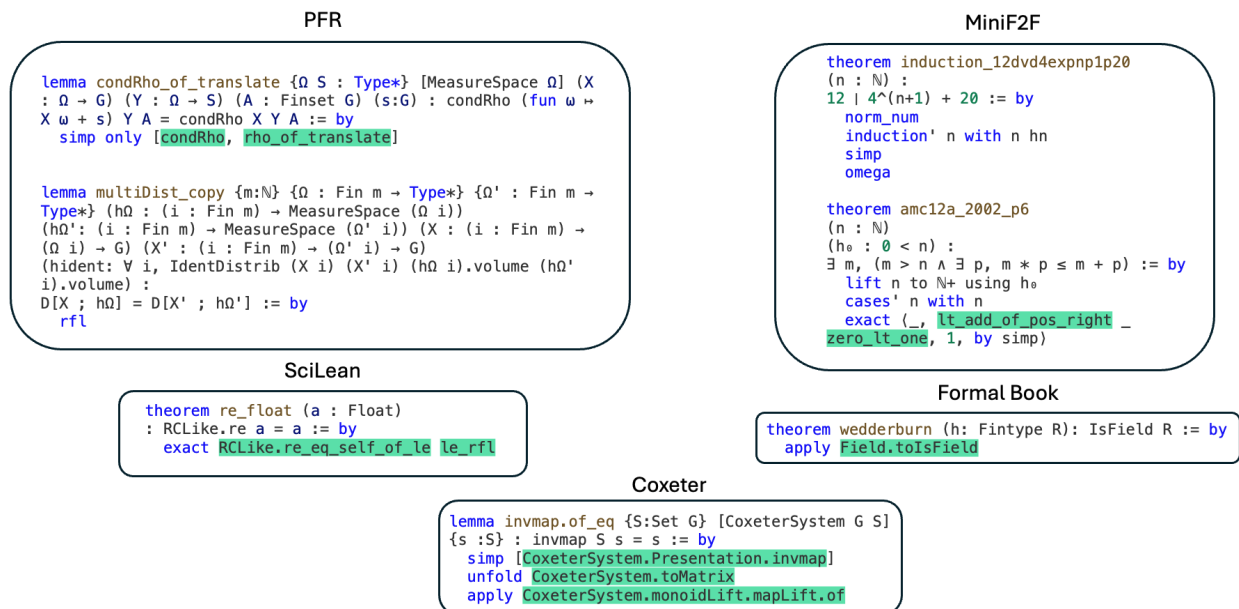 PFR
lemma condRho_of_translate {Ω S : Type*} [MeasureSpace Ω] (X
: Ω → G) (Y : Ω → S) (A : Finset G) (s:G) : condRho (fun ω ↦
X ω + s) Y A = condRho X Y A := by
simp only [condRho, rho_of_translate]
lemma multiDist_copy {m:ℕ} {Ω : Fin m → Type*} {Ω' : Fin m →
Type*} (hΩ : (i : Fin m) → MeasureSpace (Ω i))
(hΩ': (i : Fin m) → MeasureSpace (Ω' i)) (X : (i : Fin m) →
(Ω i) → G) (X' : (i : Fin m) → (Ω' i) → G)
(hident: ∀ i, IdentDistrib (X i) (X' i) (hΩ i).volume (hΩ'
i).volume) :
D[X ; hΩ] = D[X' ; hΩ'] := by
rfl
MiniF2F
theorem induction_12dvd4expnp1p20
(n : ℕ) :
12 ∣ 4^(n+1) + 20 := by
norm_num
induction' n with n hn
simp
omega
theorem amc12a_2002_p6
(n : ℕ)
(h₀ : 0 < n) :
∃ m, (m > n ∧ ∃ p, m * p ≤ m + p) := by
lift n to ℕ+ using h₀
cases' n with n
exact ⟨_, lt_add_of_pos_right _
zero_lt_one, 1, by simp⟩
SciLean
theorem re_float (a : Float)
: RCLike.re a = a := by
exact RCLike.re_eq_self_of_le le_rfl
Formal Book
theorem wedderburn (h: Fintype R): IsField R := by
apply Field.toIsField
Coxeter
lemma invmap.of_eq {S:Set G} [CoxeterSystem G S]
{s :S} : invmap S s = s := by
simp [CoxeterSystem.Presentation.invmap]
unfold CoxeterSystem.toMatrix
apply CoxeterSystem.monoidLift.mapLift.of